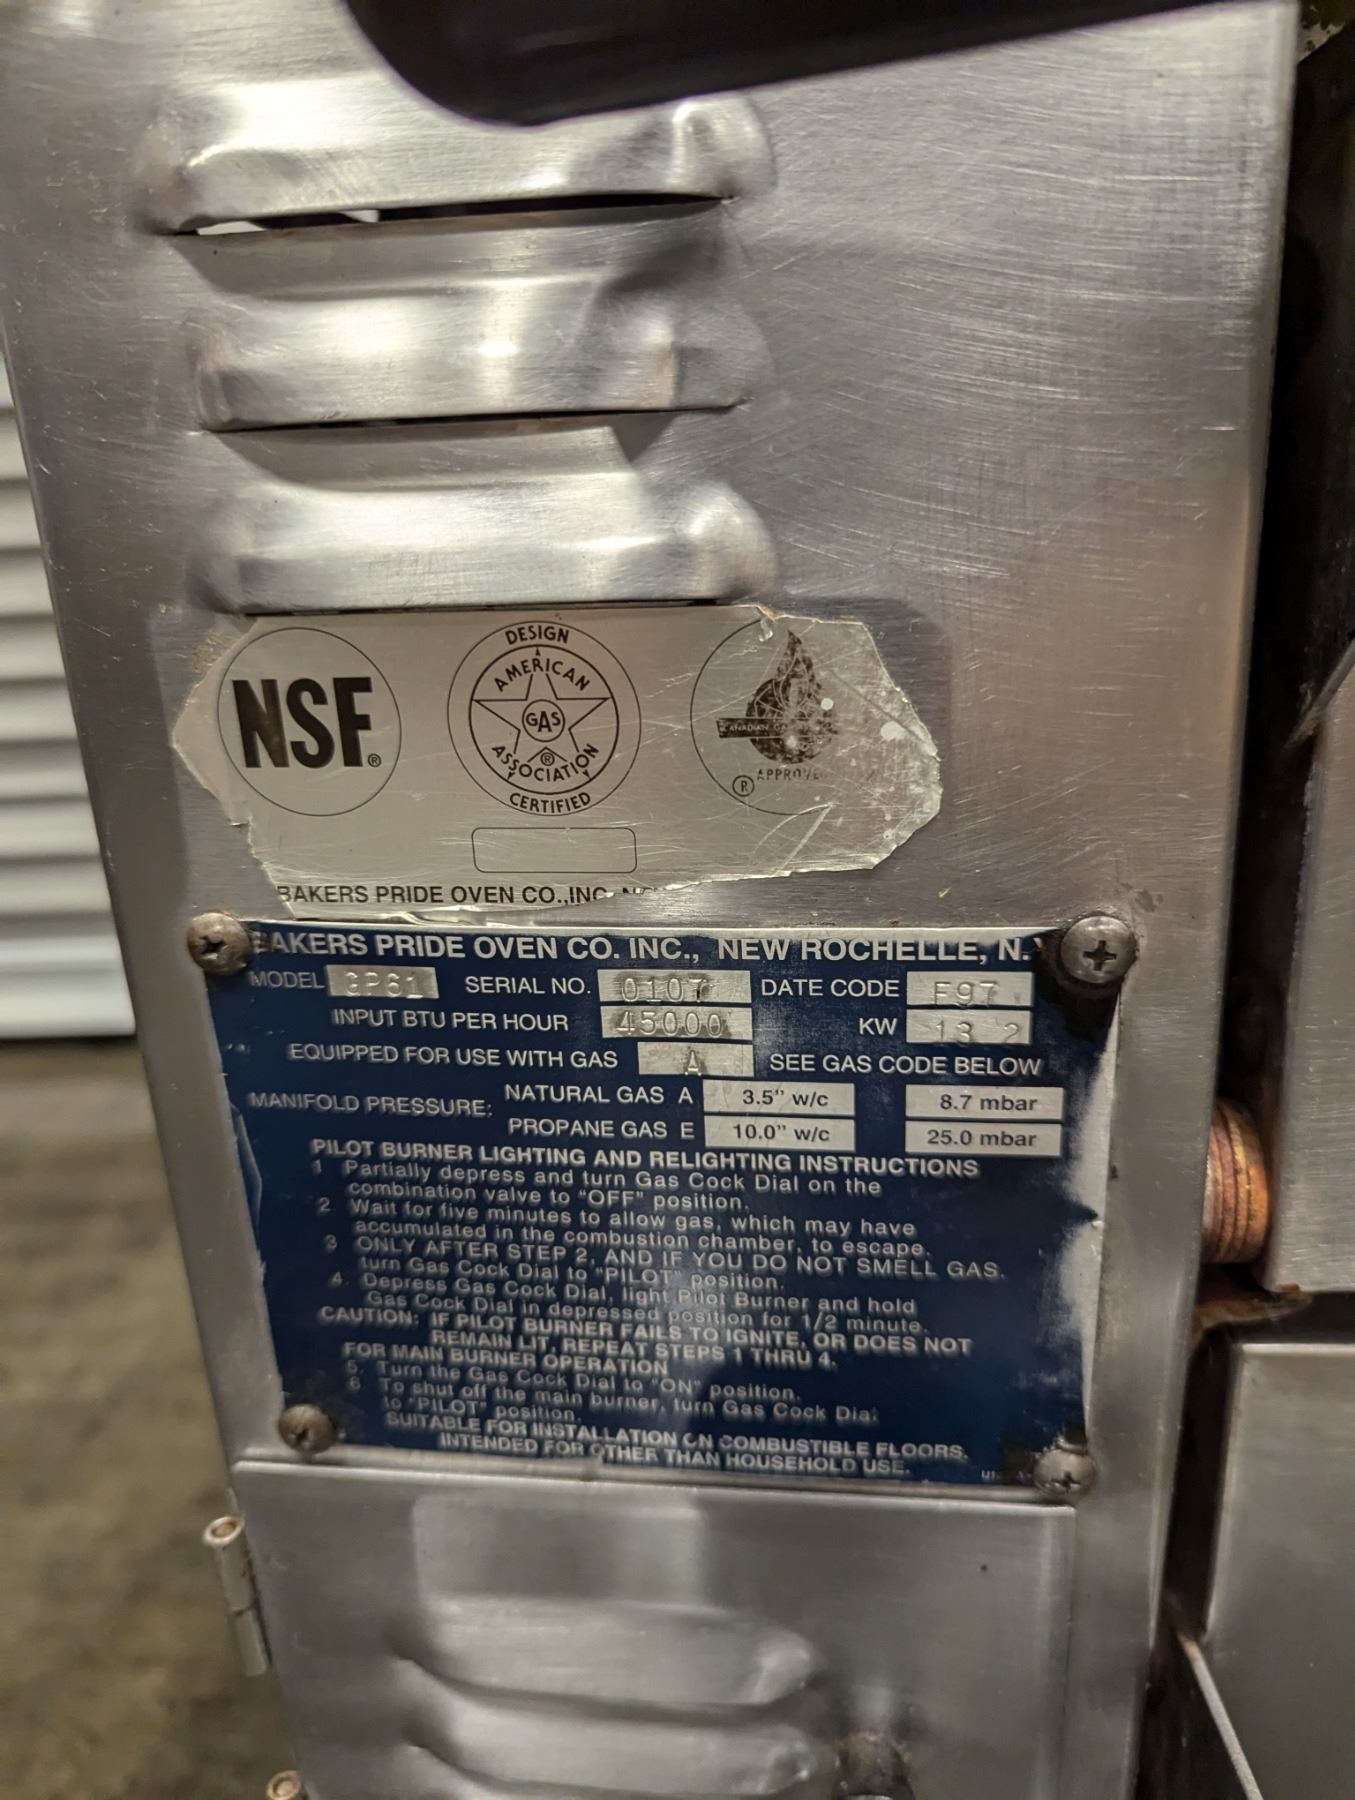 NSF®
DESIGN
AMERICAN
GAS
ASSOCIATION
®
CERTIFIED
CANADIAN
APPROVE
®
BAKERS PRIDE OVEN CO.,INC.
BAKERS PRIDE OVEN CO. INC., NEW ROCHELLE, N.Y
MODEL GP61 SERIAL NO. 0107 DATE CODE F97
INPUT BTU PER HOUR 45000 KW 13 2
EQUIPPED FOR USE WITH GAS A SEE GAS CODE BELOW
MANIFOLD PRESSURE: NATURAL GAS A 3.5" w/c 8.7 mbar
PROPANE GAS E 10.0" w/c 25.0 mbar
PILOT BURNER LIGHTING AND RELIGHTING INSTRUCTIONS
1 Partially depress and turn Gas Cock Dial on the
combination valve to "OFF" position.
2 Wait for five minutes to allow gas, which may have
accumulated in the combustion chamber, to escape.
3 ONLY AFTER STEP 2, AND IF YOU DO NOT SMELL GAS.
turn Gas Cock Dial to "PILOT" position.
4. Depress Gas Cock Dial, light Pilot Burner and hold
Gas Cock Dial in depressed position for 1/2 minute.
CAUTION: IF PILOT BURNER FAILS TO IGNITE, OR DOES NOT
REMAIN LIT, REPEAT STEPS 1 THRU 4.
FOR MAIN BURNER OPERATION
5. Turn the Gas Cock Dial to "ON" position.
6 To shut off the main burner, turn Gas Cock Dial
to "PILOT" position.
SUITABLE FOR INSTALLATION ON COMBUSTIBLE FLOORS.
INTENDED FOR OTHER THAN HOUSEHOLD USE.